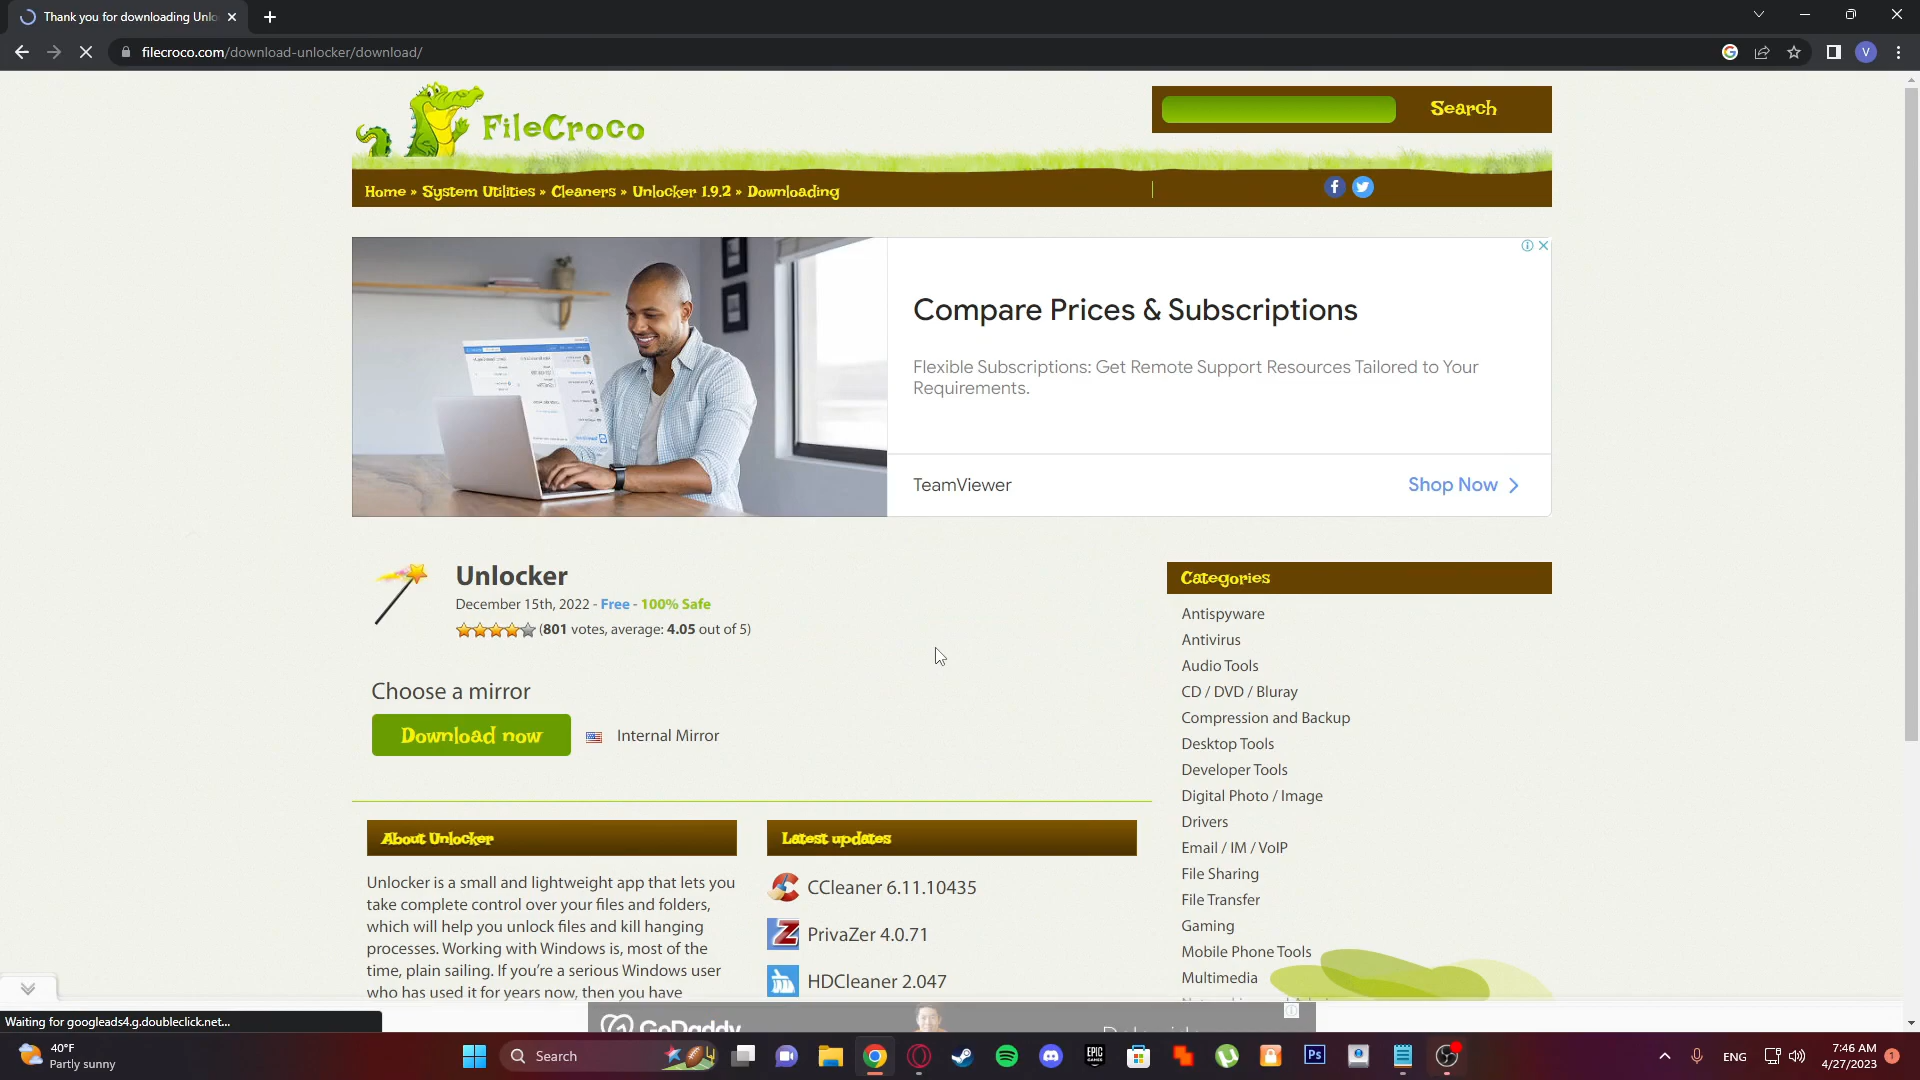 Thank you for downloading Unlo
filecroco.com/download-unlocker/download/
V
FileCroco
Search
Home » System Utilities » Cleaners » Unlocker 1.9.2 » Downloading
Compare Prices & Subscriptions
Flexible Subscriptions: Get Remote Support Resources Tailored to Your
Requirements.
TeamViewer
Shop Now
Unlocker
December 15th, 2022 - Free - 100% Safe
(801 votes, average: 4.05 out of 5)
Choose a mirror
Download now
Internal Mirror
Categories
Antispyware
Antivirus
Audio Tools
CD / DVD / Bluray
Compression and Backup
Desktop Tools
Developer Tools
Digital Photo / Image
Drivers
Email / IM / VoIP
File Sharing
File Transfer
Gaming
Mobile Phone Tools
Multimedia
About Unlocker
Unlocker is a small and lightweight app that lets you
take complete control over your files and folders,
which will help you unlock files and kill hanging
processes. Working with Windows is, most of the
time, plain sailing. If you're a serious Windows user
who has used it for years now, then you have
Latest updates
CCleaner 6.11.10435
PrivaZer 4.0.71
HDCleaner 2.047
GoDaddy
Waiting for googleads4.g.doubleclick.net...
40°F
Partly sunny
Search
EPIC
GAMES
Ps
ENG
7:46 AM
4/27/2023
1